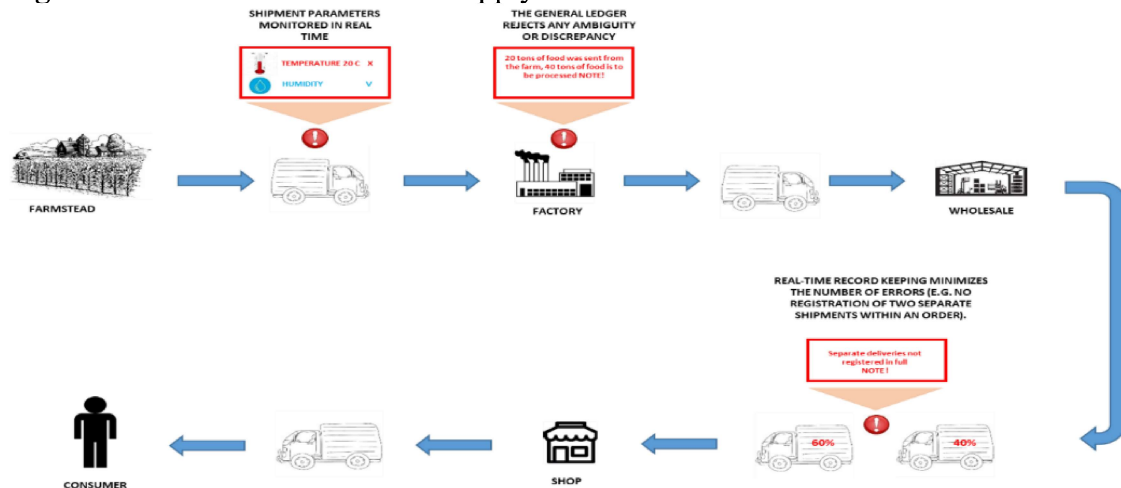 SHIPMENT PARAMETERS
MONITORED IN REAL
TIME
TEMPERATURE 20 C X
HUMIDITY V
THE GENERAL LEDGER
REJECTS ANY AMBIGUITY
OR DISCREPANCY
20 tons of food was sent from
the farm, 40 tons of food is to
be processed NOTE!
FARMSTEAD
FACTORY
WHOLESALE
REAL-TIME RECORD KEEPING MINIMIZES
THE NUMBER OF ERRORS (E.G. NO
REGISTRATION OF TWO SEPARATE
SHIPMENTS WITHIN AN ORDER).
Separate deliveries not
registered in full
NOTE!
60%
40%
SHOP
CONSUMER